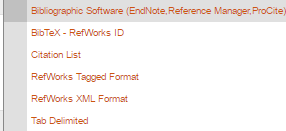 Bibliographic Software (EndNote,Reference Manager,ProCite)
BibTeX - RefWorks ID
Citation List
RefWorks Tagged Format
RefWorks XML Format
Tab Delimited